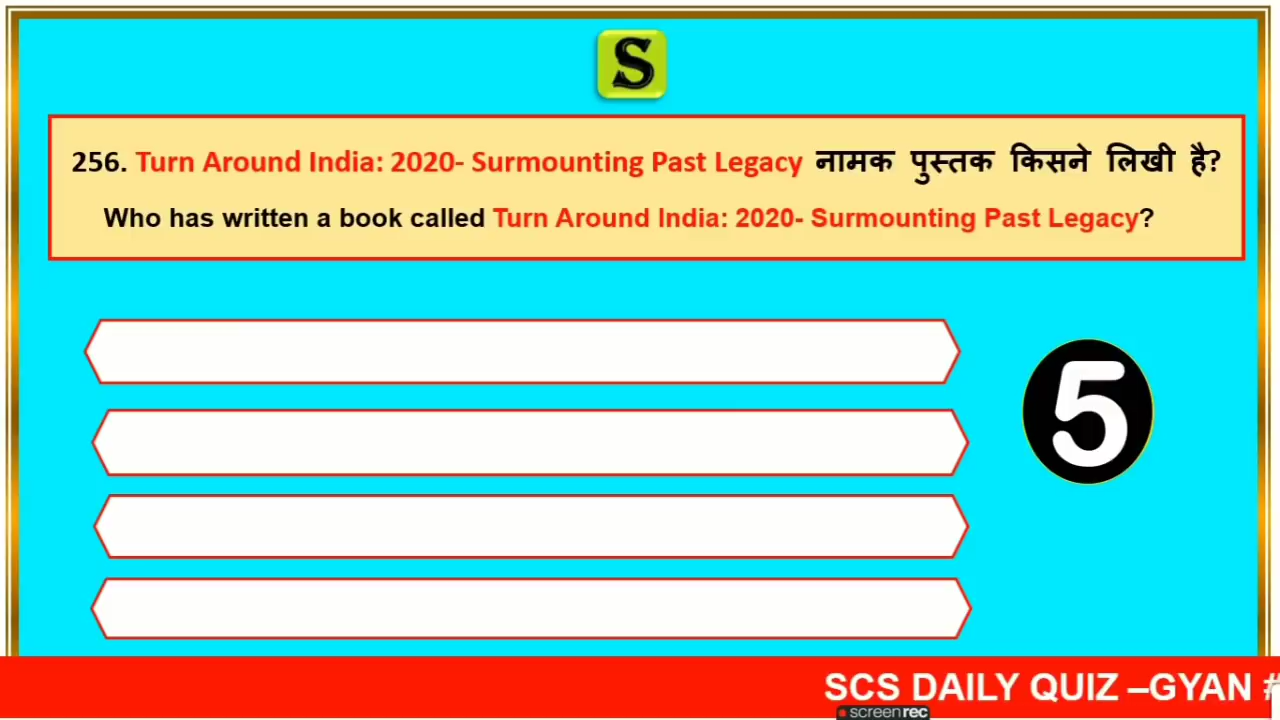 S
256. Turn Around India: 2020- Surmounting Past Legacy नामक पुस्तक किसने लिखी है?
Who has written a book called Turn Around India: 2020- Surmounting Past Legacy?
5
SCS DAILY QUIZ –GYAN #
screenrec